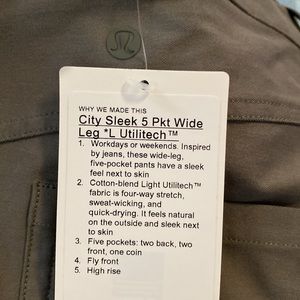 WHY WE MADE THIS
City Sleek 5 Pkt Wide
Leg *L Utilitech™
1. Workdays or weekends. Inspired
by jeans, these wide-leg,
five-pocket pants have a sleek
feel next to skin
2. Cotton-blend Light Utilitech™
fabric is four-way stretch,
sweat-wicking, and
quick-drying. It feels natural
on the outside and sleek next
to skin
3. Five pockets: two back, two
front, one coin
4. Fly front
5. High rise